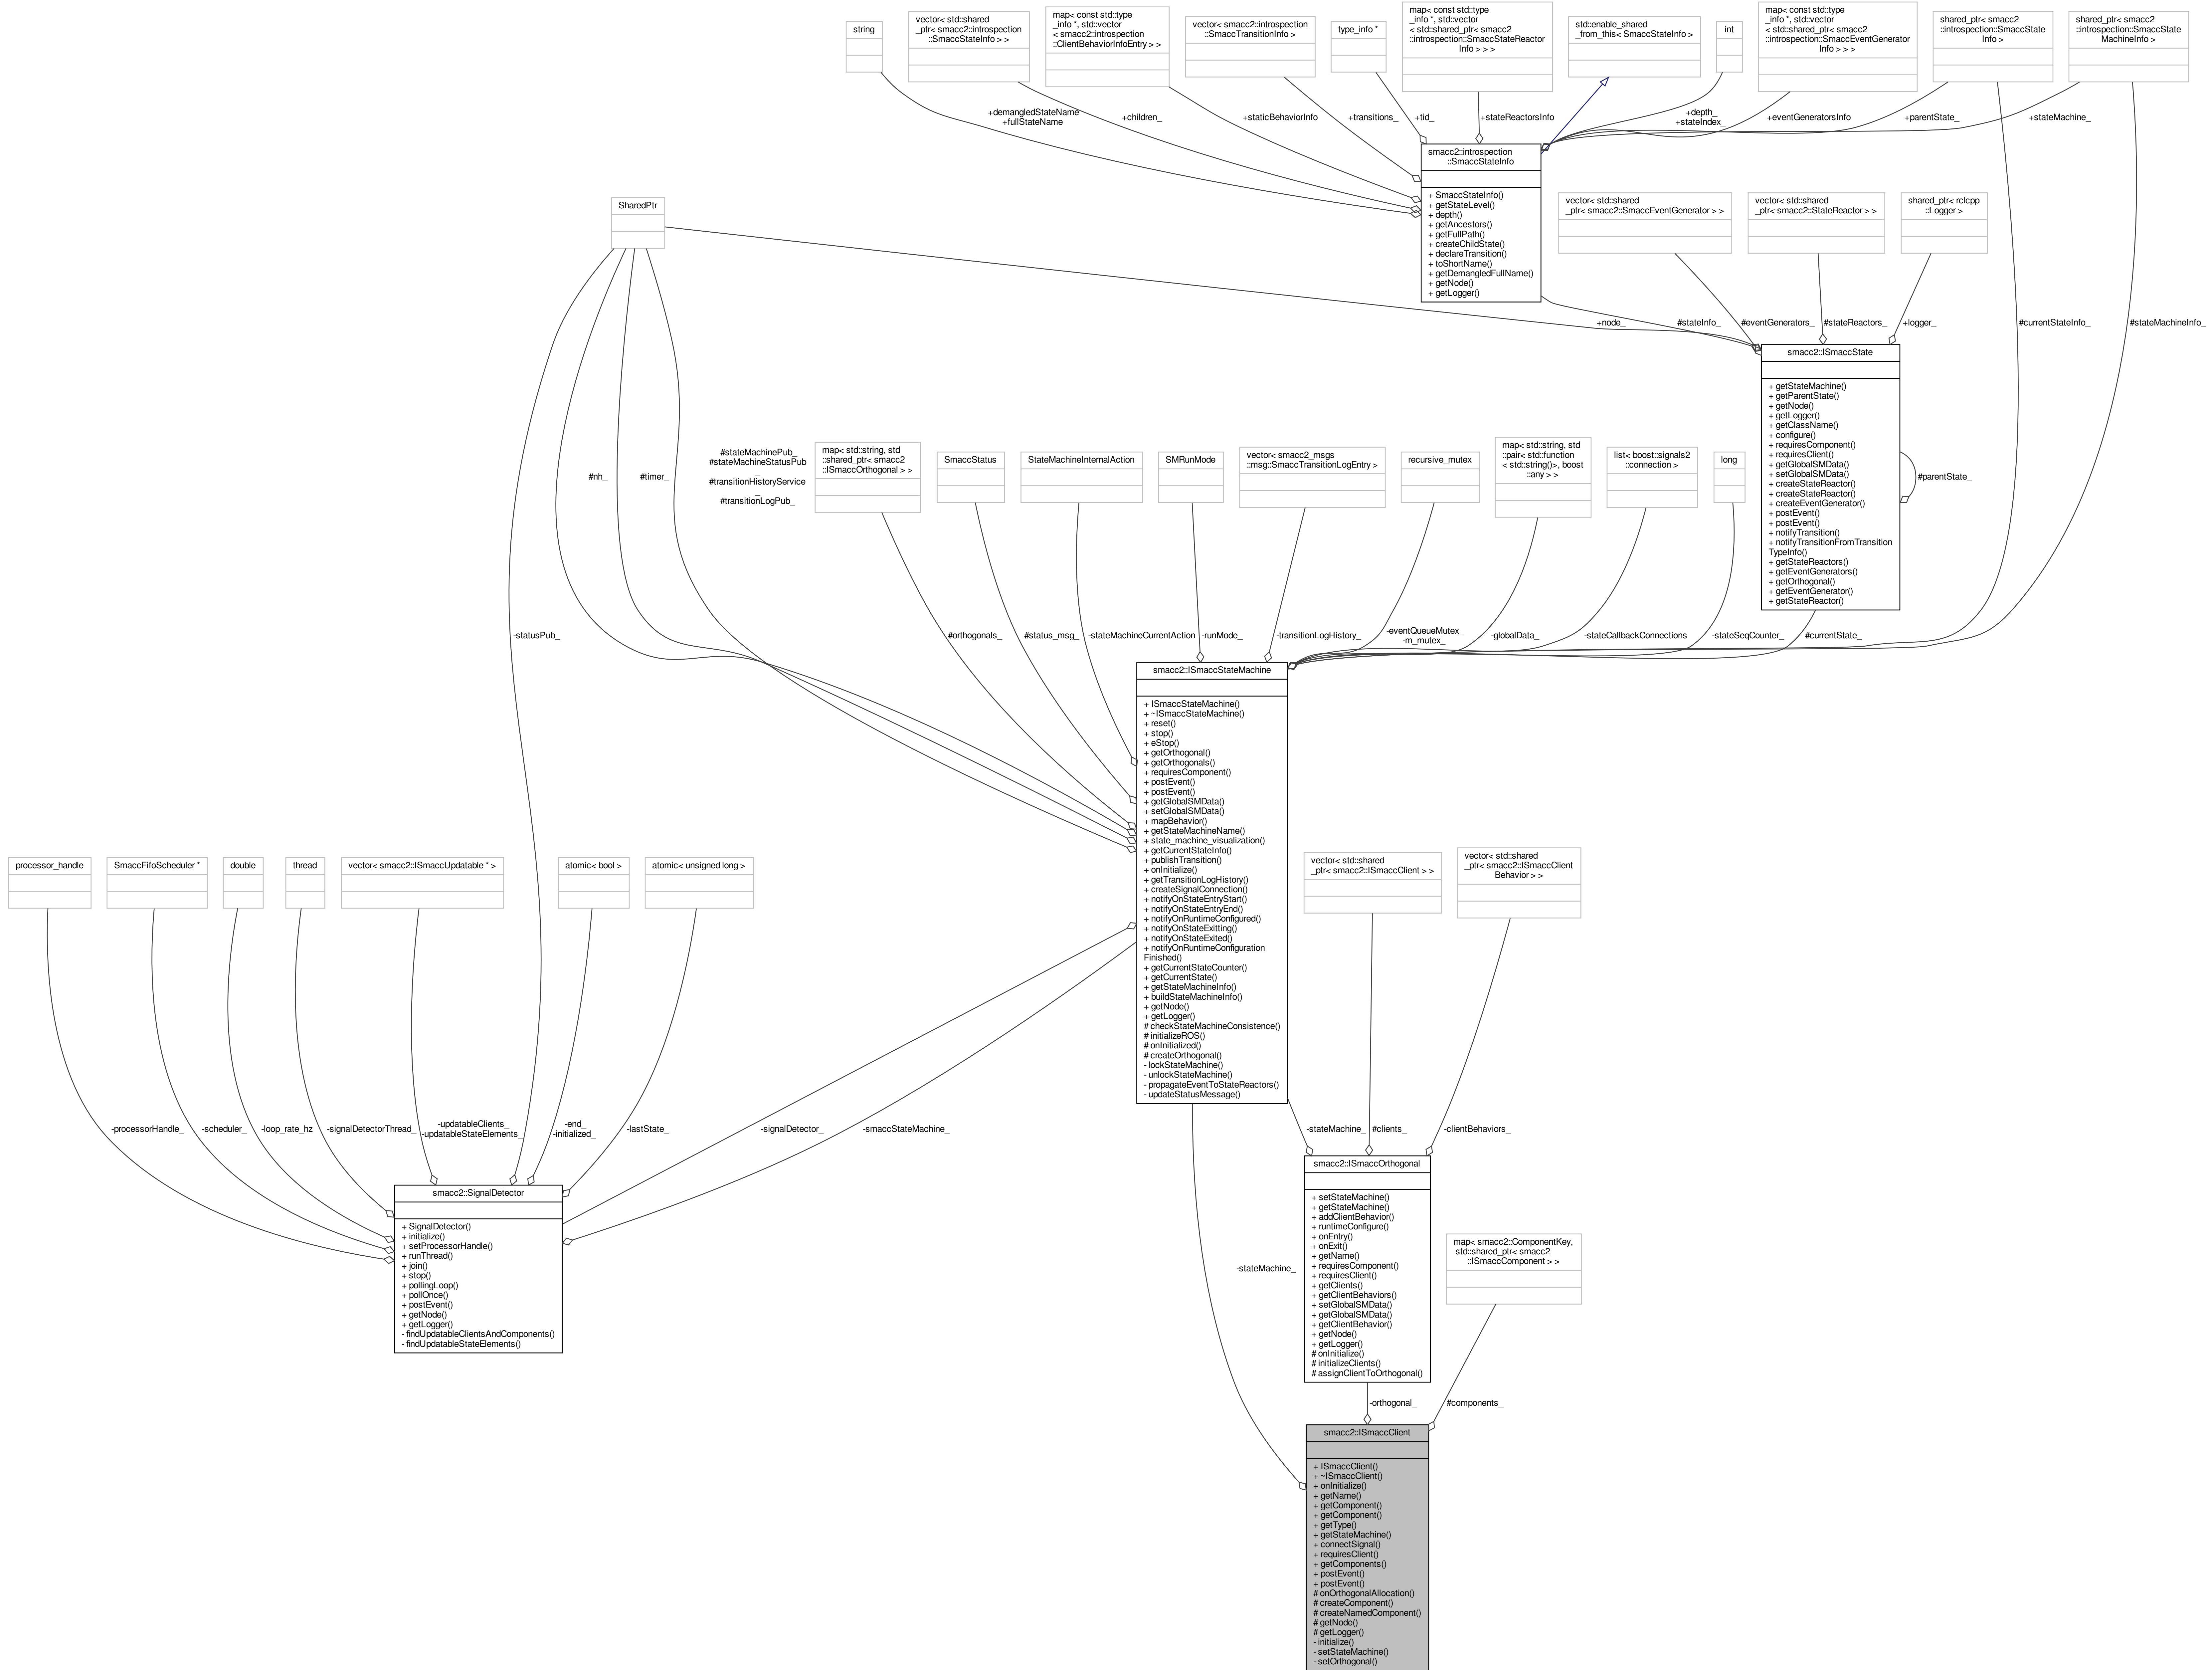 string
vector< std::shared
_ptr< smacc2::introspection
::SmaccStateInfo > >
map< const std::type
_info *, std::vector
< smacc2::introspection
::ClientBehaviorInfoEntry > >
vector< smacc2::introspection
::SmaccTransitionInfo >
type_info *
map< const std::type
_info *, std::vector
< std::shared_ptr< smacc2
::introspection::SmaccStateReactor
Info > > >
std::enable_shared
_from_this< SmaccStateInfo >
int
map< const std::type
_info *, std::vector
< std::shared_ptr< smacc2
::introspection::SmaccEventGenerator
Info > > >
shared_ptr< smacc2
::introspection::SmaccState
Info >
shared_ptr< smacc2
::introspection::SmaccState
MachineInfo >
+demangledStateName
+fullStateName
+children_
+staticBehaviorInfo
+transitions_
+tid_
+stateReactorsInfo
+depth_
+stateIndex_
+eventGeneratorsInfo
+parentState_
+stateMachine_
smacc2::introspection
::SmaccStateInfo
+ SmaccStateInfo()
+ getStateLevel()
+ depth()
+ getAncestors()
+ getFullPath()
+ createChildState()
+ declareTransition()
+ toShortName()
+ getDemangledFullName()
+ getNode()
+ getLogger()
SharedPtr
vector< std::shared
_ptr< smacc2::SmaccEventGenerator > >
vector< std::shared
_ptr< smacc2::StateReactor > >
shared_ptr< rclcpp
::Logger >
+node_
#stateInfo_
#eventGenerators_
#stateReactors_
+logger_
#currentStateInfo_
#stateMachineInfo_
smacc2::ISmaccState
+ getStateMachine()
+ getParentState()
+ getNode()
+ getLogger()
+ getClassName()
+ configure()
+ requiresComponent()
+ requiresClient()
+ getGlobalSMData()
+ setGlobalSMData()
+ createStateReactor()
+ createStateReactor()
+ createEventGenerator()
+ postEvent()
+ postEvent()
+ notifyTransition()
+ notifyTransitionFromTransition
TypeInfo()
+ getStateReactors()
+ getEventGenerators()
+ getOrthogonal()
+ getEventGenerator()
+ getStateReactor()
#parentState_
#nh_
#timer_
#stateMachinePub_
#stateMachineStatusPub
_
#transitionHistoryService
_
#transitionLogPub_
map< std::string, std
::shared_ptr< smacc2
::ISmaccOrthogonal > >
SmaccStatus
StateMachineInternalAction
SMRunMode
vector< smacc2_msgs
::msg::SmaccTransitionLogEntry >
recursive_mutex
map< std::string, std
::pair< std::function
< std::string()>, boost
::any > >
list< boost::signals2
::connection >
long
-statusPub_
#orthogonals_
#status_msg_
-stateMachineCurrentAction
-runMode_
-transitionLogHistory_
-eventQueueMutex_
-m_mutex_
-globalData_
-stateCallbackConnections
-stateSeqCounter_
#currentState_
smacc2::ISmaccStateMachine
+ ISmaccStateMachine()
+ ~ISmaccStateMachine()
+ reset()
+ stop()
+ eStop()
+ getOrthogonal()
+ getOrthogonals()
+ requiresComponent()
+ postEvent()
+ postEvent()
+ getGlobalSMData()
+ setGlobalSMData()
+ mapBehavior()
+ getStateMachineName()
+ state_machine_visualization()
+ getCurrentStateInfo()
+ publishTransition()
+ onInitialize()
+ getTransitionLogHistory()
+ createSignalConnection()
+ notifyOnStateEntryStart()
+ notifyOnStateEntryEnd()
+ notifyOnRuntimeConfigured()
+ notifyOnStateExitting()
+ notifyOnStateExited()
+ notifyOnRuntimeConfiguration
Finished()
+ getCurrentStateCounter()
+ getCurrentState()
+ getStateMachineInfo()
+ buildStateMachineInfo()
+ getNode()
+ getLogger()
# checkStateMachineConsistence()
# initializeROS()
# onInitialized()
# createOrthogonal()
- lockStateMachine()
- unlockStateMachine()
- propagateEventToStateReactors()
- updateStatusMessage()
processor_handle
SmaccFifoScheduler *
double
thread
vector< smacc2::ISmaccUpdatable * >
atomic< bool >
atomic< unsigned long >
vector< std::shared
_ptr< smacc2::ISmaccClient > >
vector< std::shared
_ptr< smacc2::ISmaccClient
Behavior > >
-processorHandle_
-scheduler_
-loop_rate_hz
-signalDetectorThread_
-updatableClients_
-updatableStateElements_
-end_
-initialized_
-lastState_
-signalDetector_
-smaccStateMachine_
-stateMachine_
#clients_
-clientBehaviors_
smacc2::SignalDetector
+ SignalDetector()
+ initialize()
+ setProcessorHandle()
+ runThread()
+ join()
+ stop()
+ pollingLoop()
+ pollOnce()
+ postEvent()
+ getNode()
+ getLogger()
- findUpdatableClientsAndComponents()
- findUpdatableStateElements()
smacc2::ISmaccOrthogonal
+ setStateMachine()
+ getStateMachine()
+ addClientBehavior()
+ runtimeConfigure()
+ onEntry()
+ onExit()
+ getName()
+ requiresComponent()
+ requiresClient()
+ getClients()
+ getClientBehaviors()
+ setGlobalSMData()
+ getGlobalSMData()
+ getClientBehavior()
+ getNode()
+ getLogger()
# onInitialize()
# initializeClients()
# assignClientToOrthogonal()
map< smacc2::ComponentKey,
std::shared_ptr< smacc2
::ISmaccComponent > >
-stateMachine_
-orthogonal_
#components_
smacc2::ISmaccClient
+ ISmaccClient()
+ ~ISmaccClient()
+ onInitialize()
+ getName()
+ getComponent()
+ getComponent()
+ getType()
+ getStateMachine()
+ connectSignal()
+ requiresClient()
+ getComponents()
+ postEvent()
+ postEvent()
# onOrthogonalAllocation()
# createComponent()
# createNamedComponent()
# getNode()
# getLogger()
- initialize()
- setStateMachine()
- setOrthogonal()